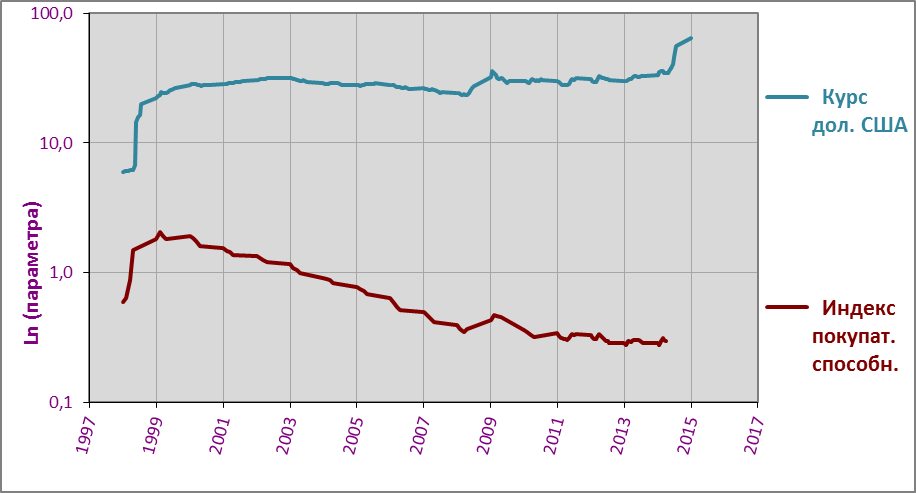 100,0
10,0
1,0
0,1
Ln (параметра)
1997
1999
2001
2003
2005
2007
2009
2011
2013
2015
2017
Курс
дол. США
Индекс
покупат.
способн.